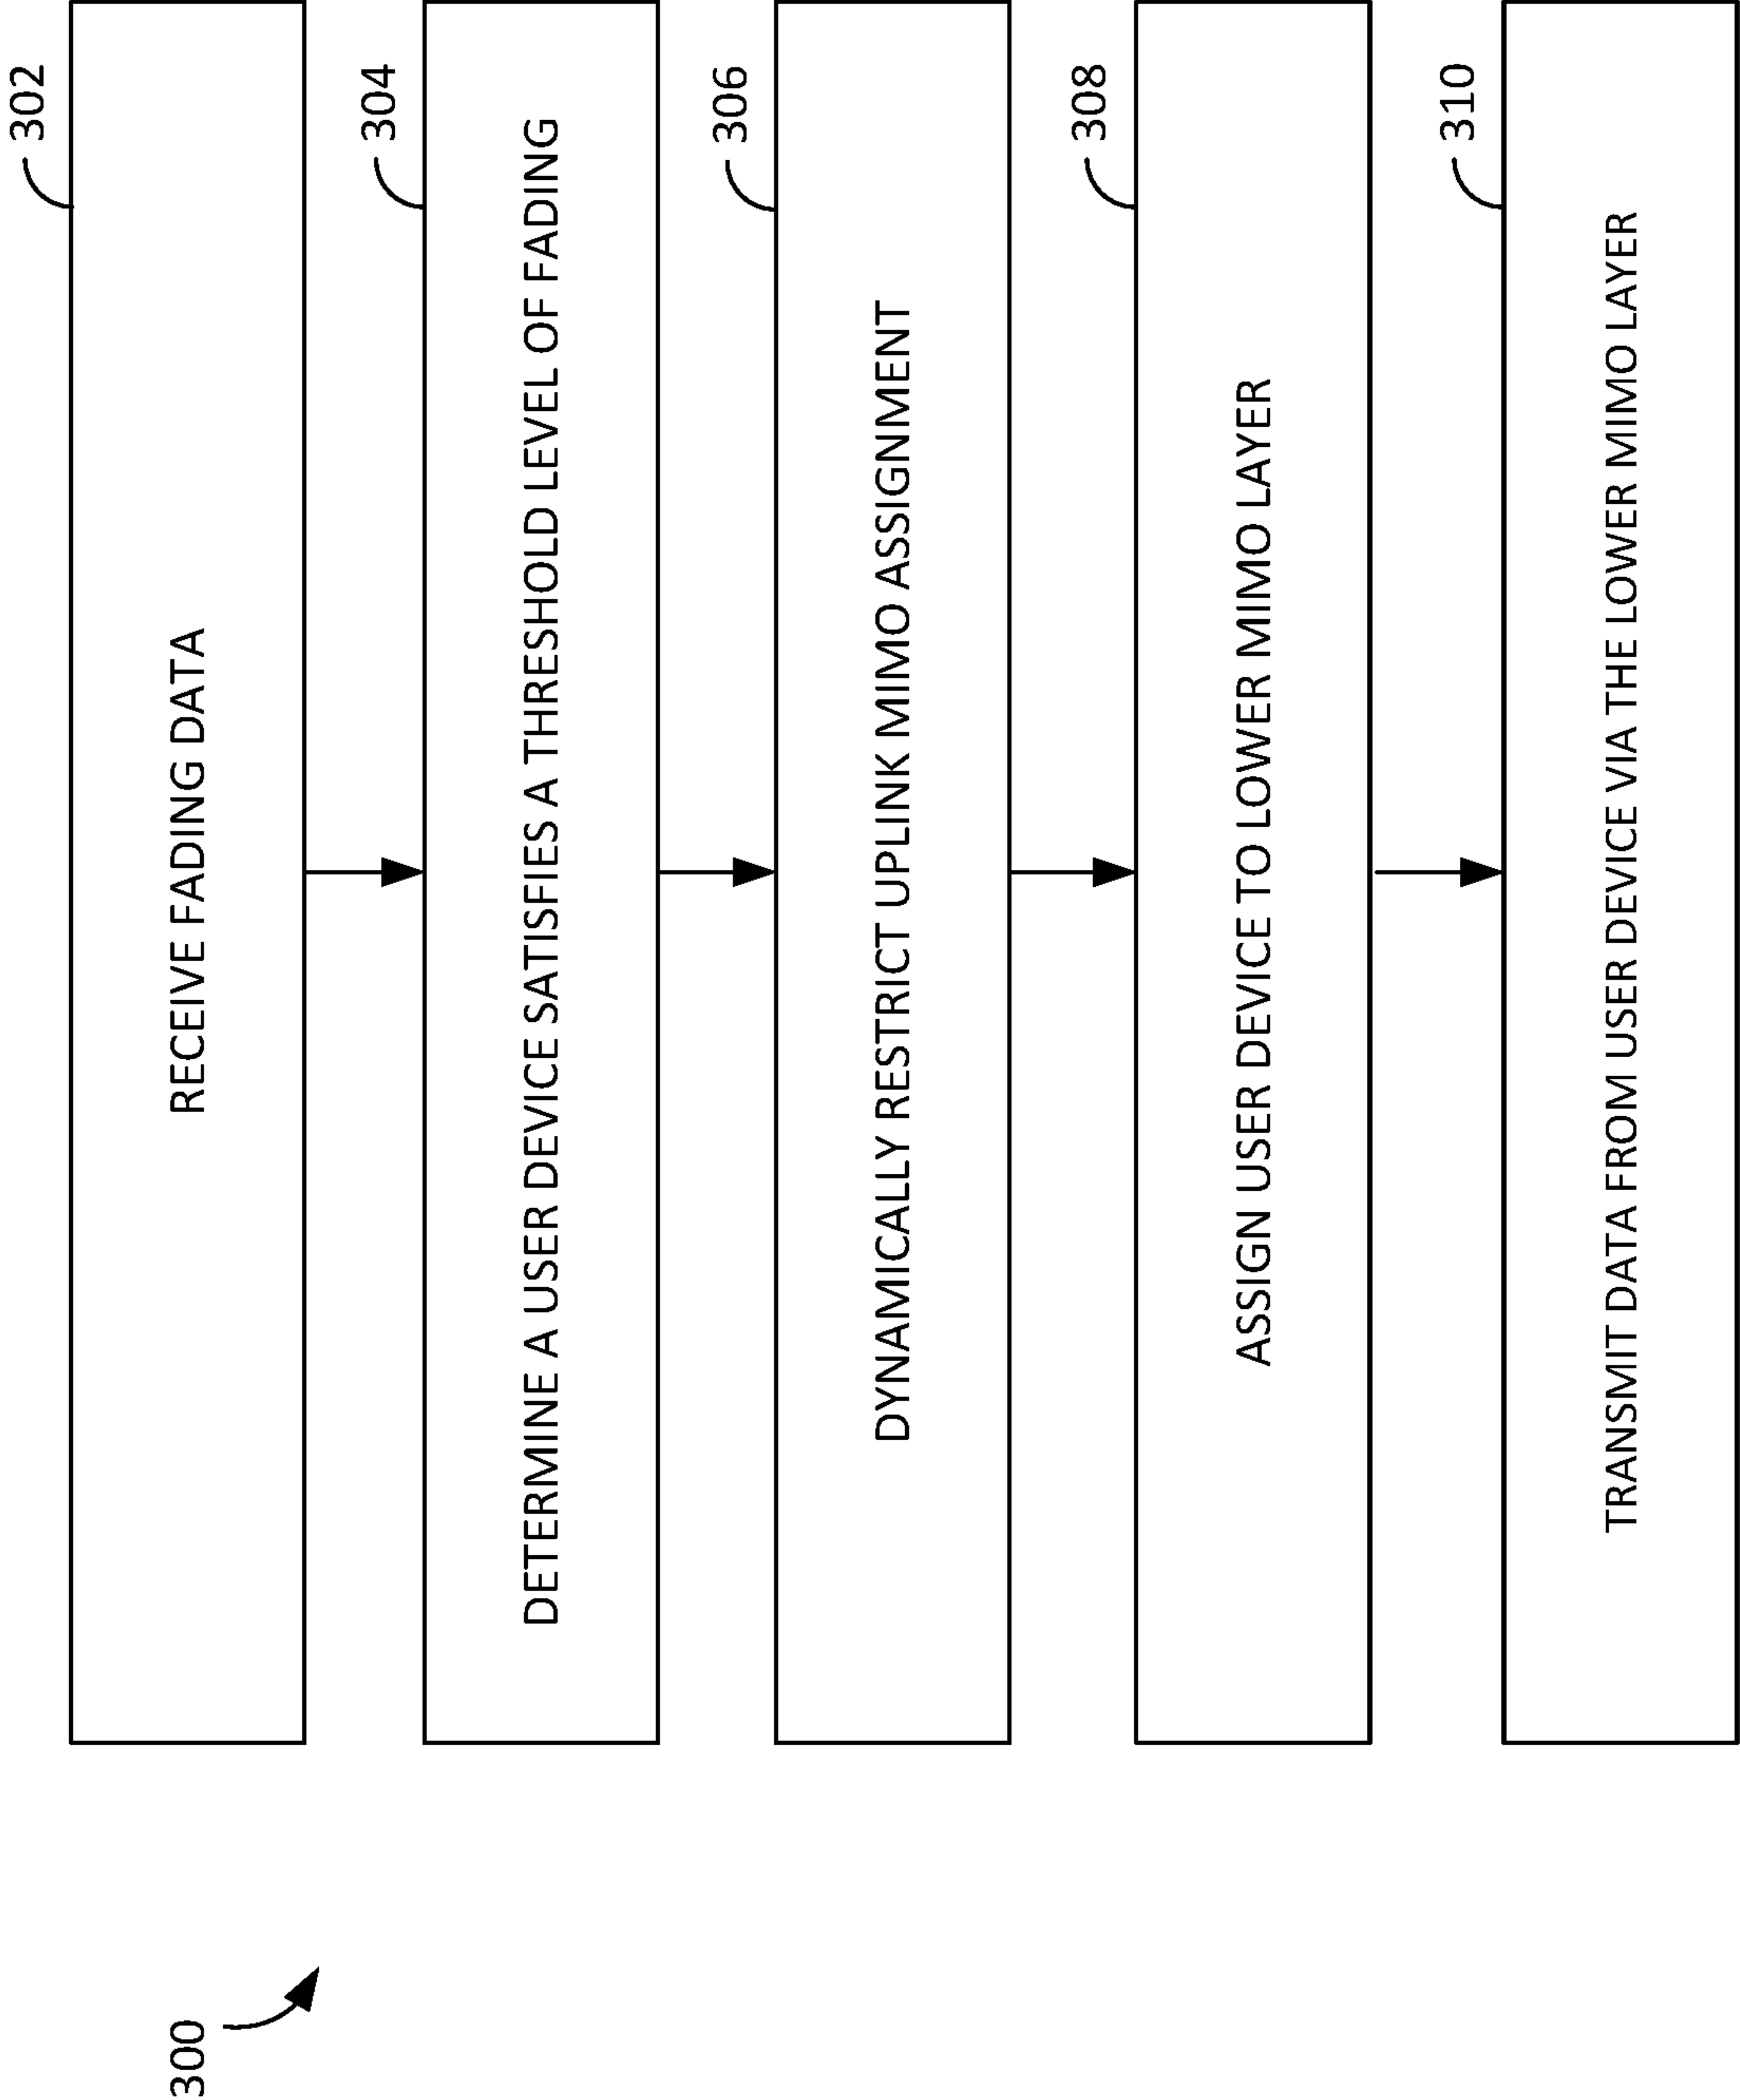 300
302
RECEIVE FADING DATA
304
DETERMINE A USER DEVICE SATISFIES A THRESHOLD LEVEL OF FADING
306
DYNAMICALLY RESTRICT UPLINK MIMO ASSIGNMENT
308
ASSIGN USER DEVICE TO LOWER MIMO LAYER
310
TRANSMIT DATA FROM USER DEVICE VIA THE LOWER MIMO LAYER